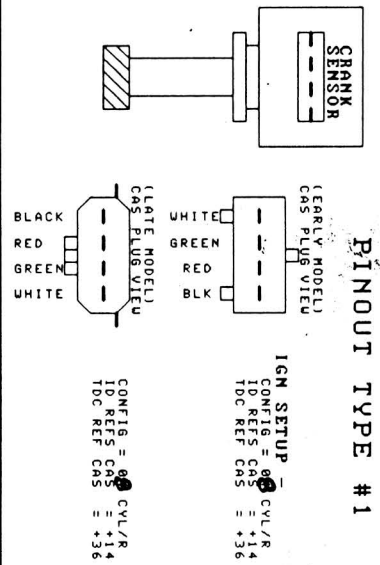 PINOUT TYPE #1
CRANK
SENSOR
(EARLY MODEL)
CAS PLUG VIEW
WHITE
GREEN
RED
BLK
IGN SETUP -
CONFIG = CYL/R
ID REFS CAS = +14
TDC REF CAS = +36
(LATE MODEL)
CAS PLUG VIEW
BLACK
RED
GREEN
WHITE
CONFIG = CYL/R
ID REFS CAS = +14
TDC REF CAS = +36